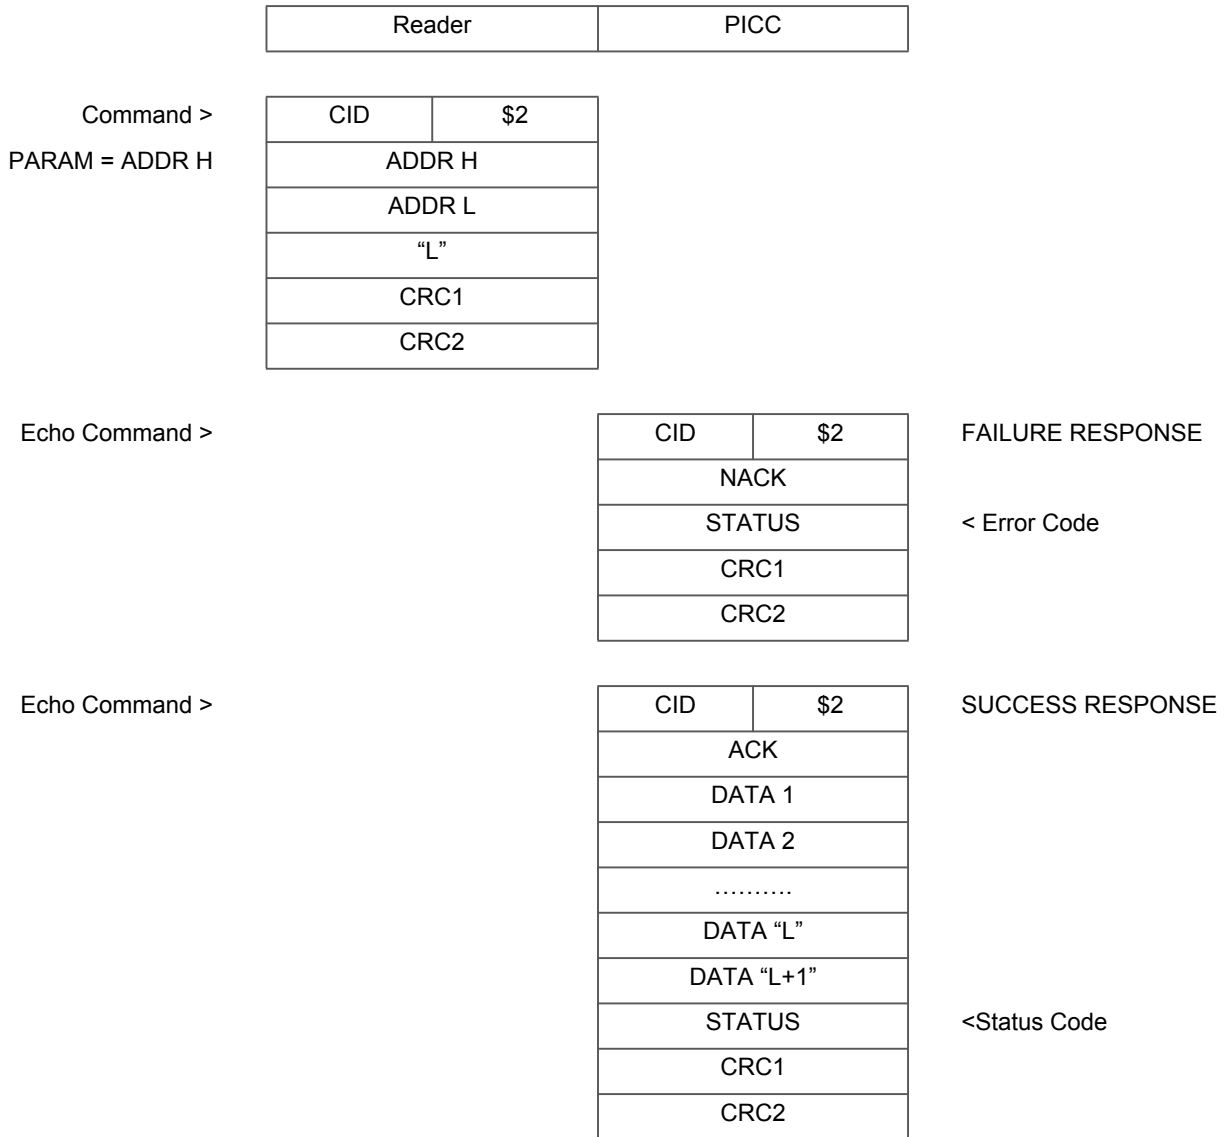 Reader PICC
Command > CID $2
PARAM = ADDR H ADDR H
ADDR L
“L”
CRC1
CRC2
Echo Command > CID $2 FAILURE RESPONSE
NACK
STATUS < Error Code
CRC1
CRC2
Echo Command > CID $2 SUCCESS RESPONSE
ACK
DATA 1
DATA 2
……….
DATA “L”
DATA “L+1”
STATUS <Status Code
CRC1
CRC2